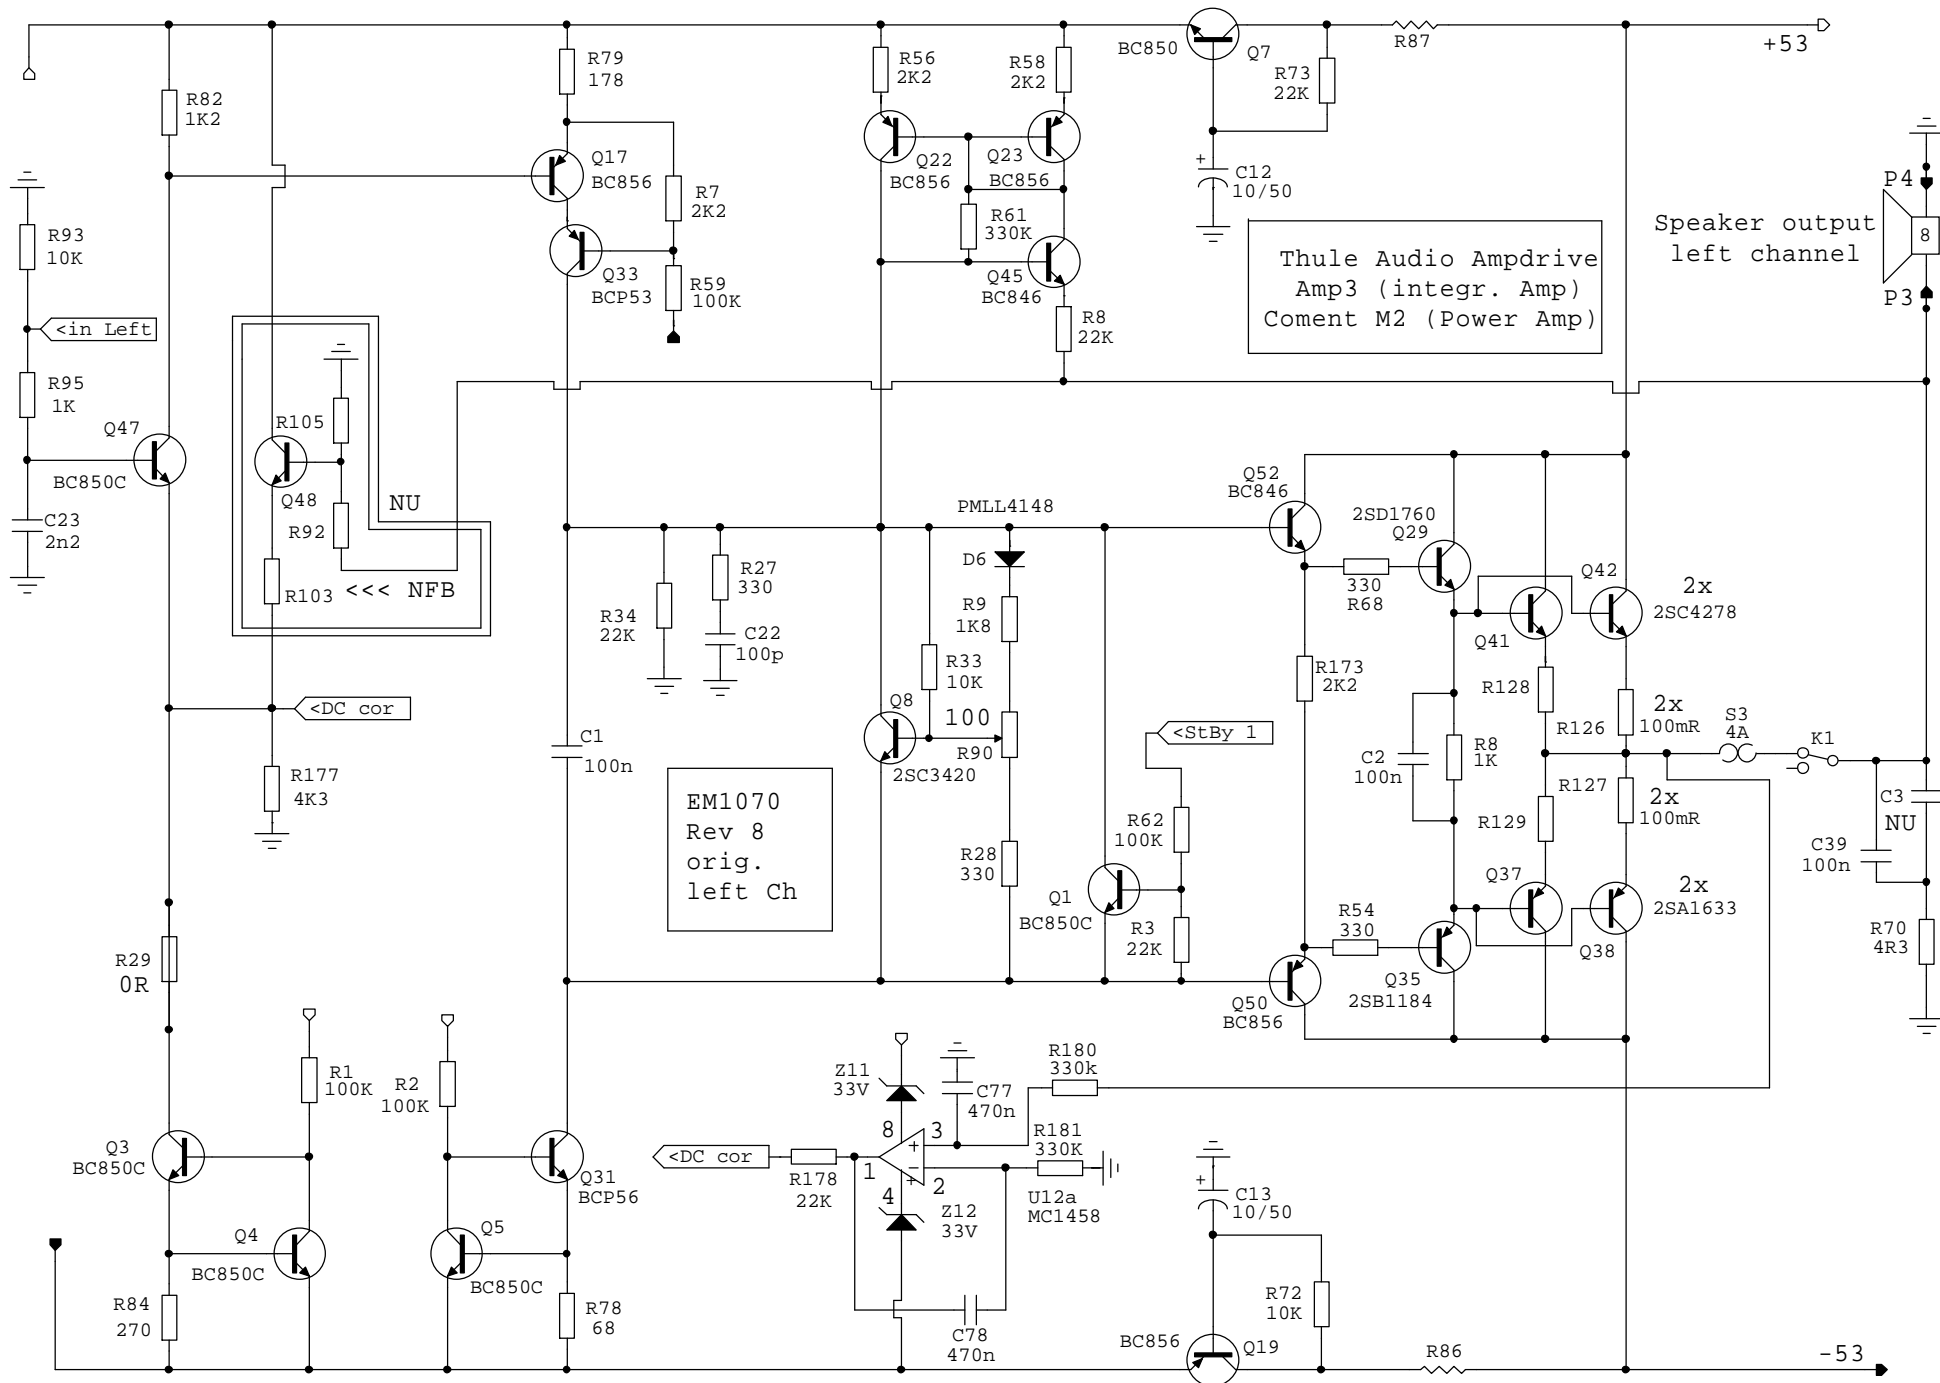 BC850
Q7
R87
+53
R79
178
R56
2K2
R58
2K2
R73
22K
R82
1K2
Q17
BC856
Q22
BC856
Q23
BC856
+
C12
10/50
P4
R7
2K2
R93
10K
R61
330K
Speaker output
left channel
8
P3
Thule Audio Ampdrive
Amp3 (integr. Amp)
Coment M2 (Power Amp)
Q33
BCP53
R59
100K
Q45
BC846
R8
22K
<in Left
R95
1K
R105
Q47
BC850C
Q48
NU
R92
C23
2n2
R103
<<< NFB
Q52
BC846
PMLL4148
2SD1760
Q29
D6
R27
330
330
R68
Q42
2x
2SC4278
R34
22K
R9
1K8
C22
100p
Q41
R33
10K
R173
2K2
R128
<DC cor
Q8
100
R90
2SC3420
<StBy 1
2x
100mR
R126
S3
4A
K1
C1
100n
C2
100n
R8
1K
R177
4K3
R127
2x
100mR
C3
NU
EM1070
Rev 8
orig.
left Ch
R62
100K
R129
C39
100n
R28
330
Q1
BC850C
Q37
2x
2SA1633
R3
22K
R54
330
R70
4R3
R29
0R
Q38
Q35
2SB1184
Q50
BC856
R1
100K
R2
100K
Z11
33V
R180
330k
C77
470n
Q3
BC850C
8
3
+
R181
330K
<DC cor
1
−
2
+
Q31
BCP56
R178
22K
4
Z12
33V
U12a
MC1458
+
C13
10/50
Q4
BC850C
Q5
BC850C
R72
10K
R84
270
R78
68
C78
470n
BC856
Q19
R86
-53